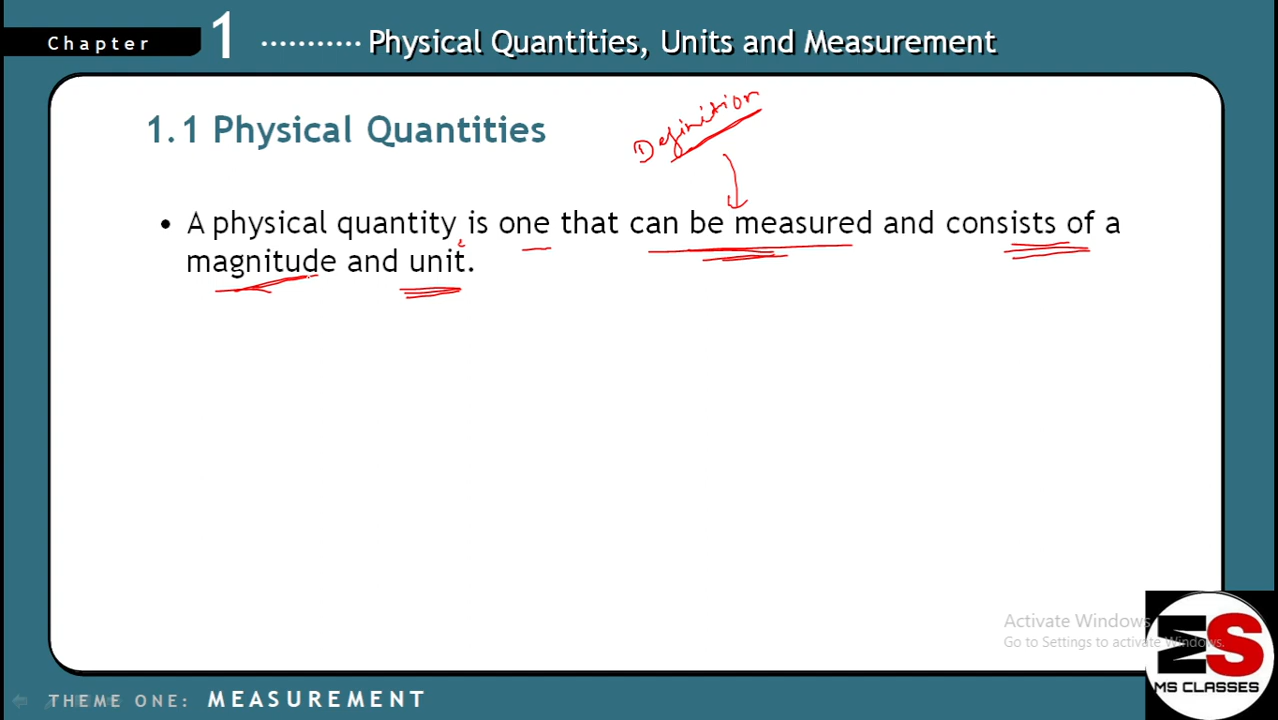 Chapter 1 ........... Physical Quantities, Units and Measurement
1.1 Physical Quantities
Definition
• A physical quantity is one that can be measured and consists of a
magnitude and unit.
Activate Windows
Go to Settings to activate Windows.
ΣS
MS CLASSES
THEME ONE: MEASUREMENT